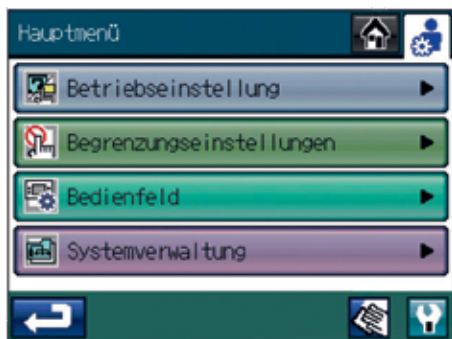 Hauptmenü
Betriebseinstellung
Begrenzungseinstellungen
Bedienfeld
Systemverwaltung